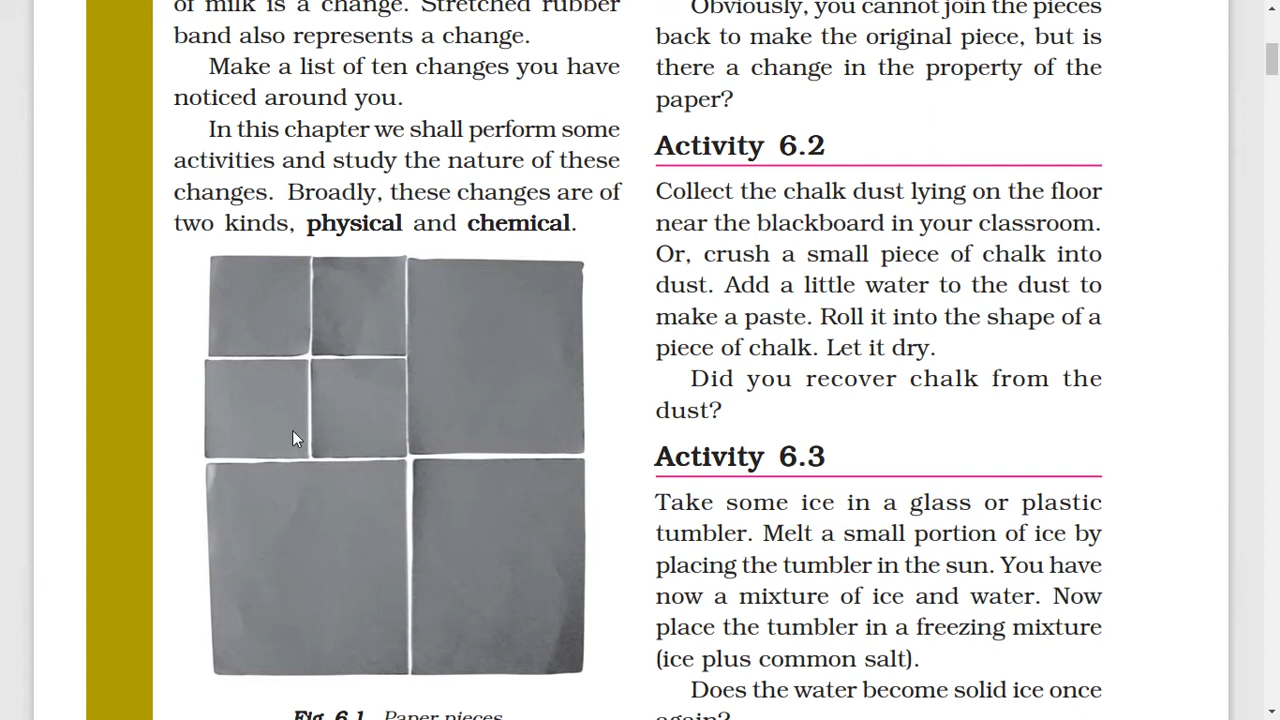 of milk is a change. Stretched rubber
band also represents a change.
Make a list of ten changes you have
noticed around you.
In this chapter we shall perform some
activities and study the nature of these
changes. Broadly, these changes are of
two kinds, physical and chemical.
Fig. 6.1 Paper pieces
Obviously, you cannot join the pieces
back to make the original piece, but is
there a change in the property of the
paper?
Activity 6.2
Collect the chalk dust lying on the floor
near the blackboard in your classroom.
Or, crush a small piece of chalk into
dust. Add a little water to the dust to
make a paste. Roll it into the shape of a
piece of chalk. Let it dry.
Did you recover chalk from the
dust?
Activity 6.3
Take some ice in a glass or plastic
tumbler. Melt a small portion of ice by
placing the tumbler in the sun. You have
now a mixture of ice and water. Now
place the tumbler in a freezing mixture
(ice plus common salt).
Does the water become solid ice once
again?